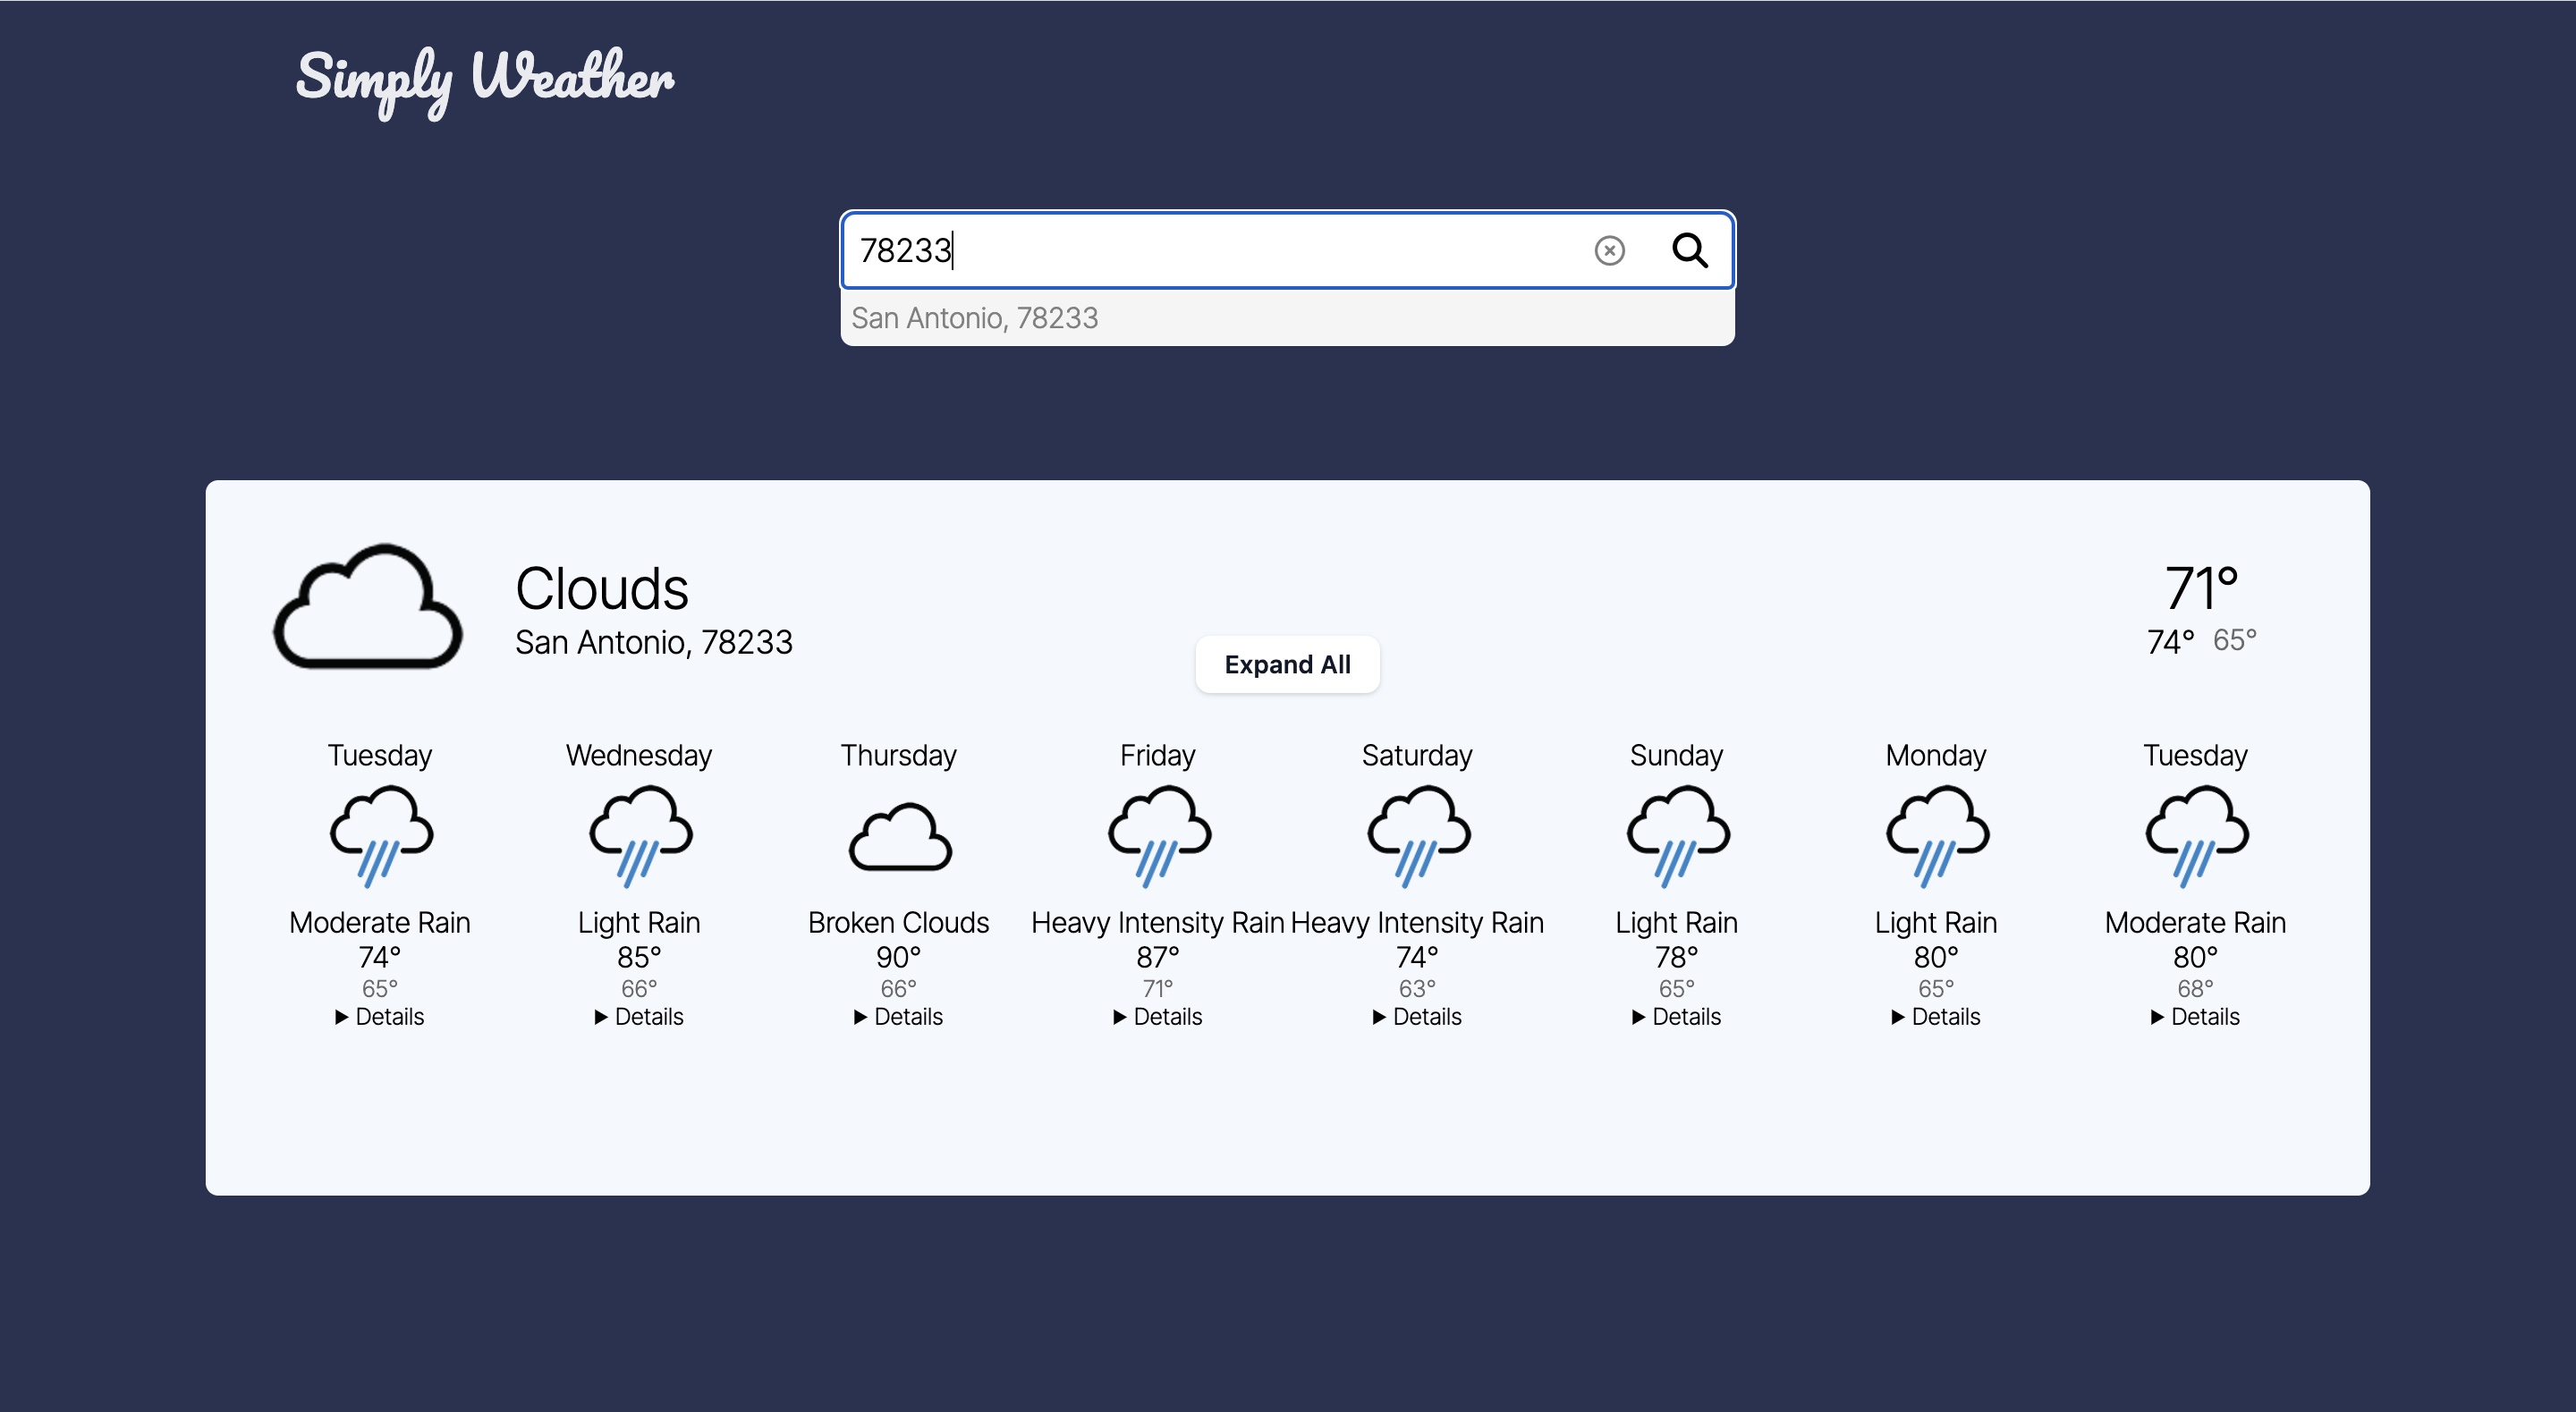 Simply Weather
78233
San Antonio, 78233
Clouds
San Antonio, 78233
71°
74° 65°
Expand All
Tuesday Wednesday Thursday Friday Saturday Sunday Monday Tuesday
Moderate Rain Light Rain Broken Clouds Heavy Intensity Rain Heavy Intensity Rain Light Rain Light Rain Moderate Rain
74° 85° 90° 87° 74° 78° 80° 80°
65° 66° 66° 71° 63° 65° 65° 68°
Details Details Details Details Details Details Details Details